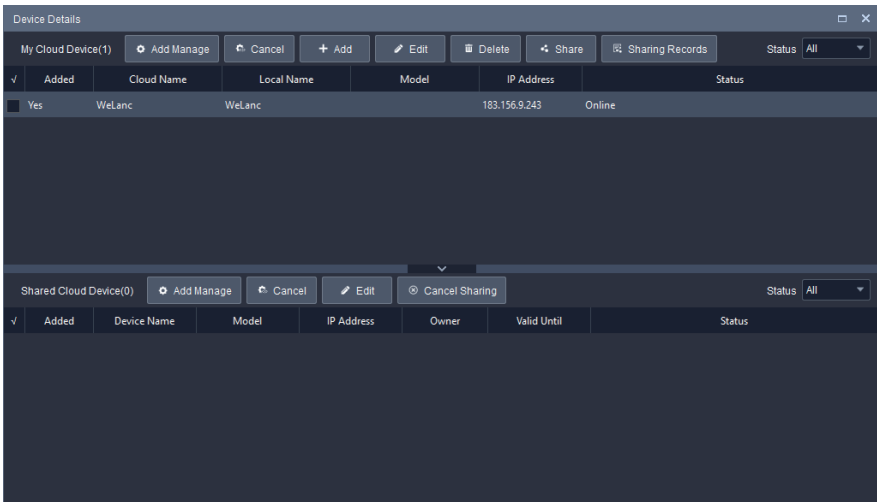 Device Details
My Cloud Device(1) Add Manage Cancel Add Edit Delete Share Sharing Records Status All
√ Added Cloud Name Local Name Model IP Address Status
Yes WeLanc WeLanc 183.156.9.243 Online
Shared Cloud Device(0) Add Manage Cancel Edit Cancel Sharing Status All
√ Added Device Name Model IP Address Owner Valid Until Status